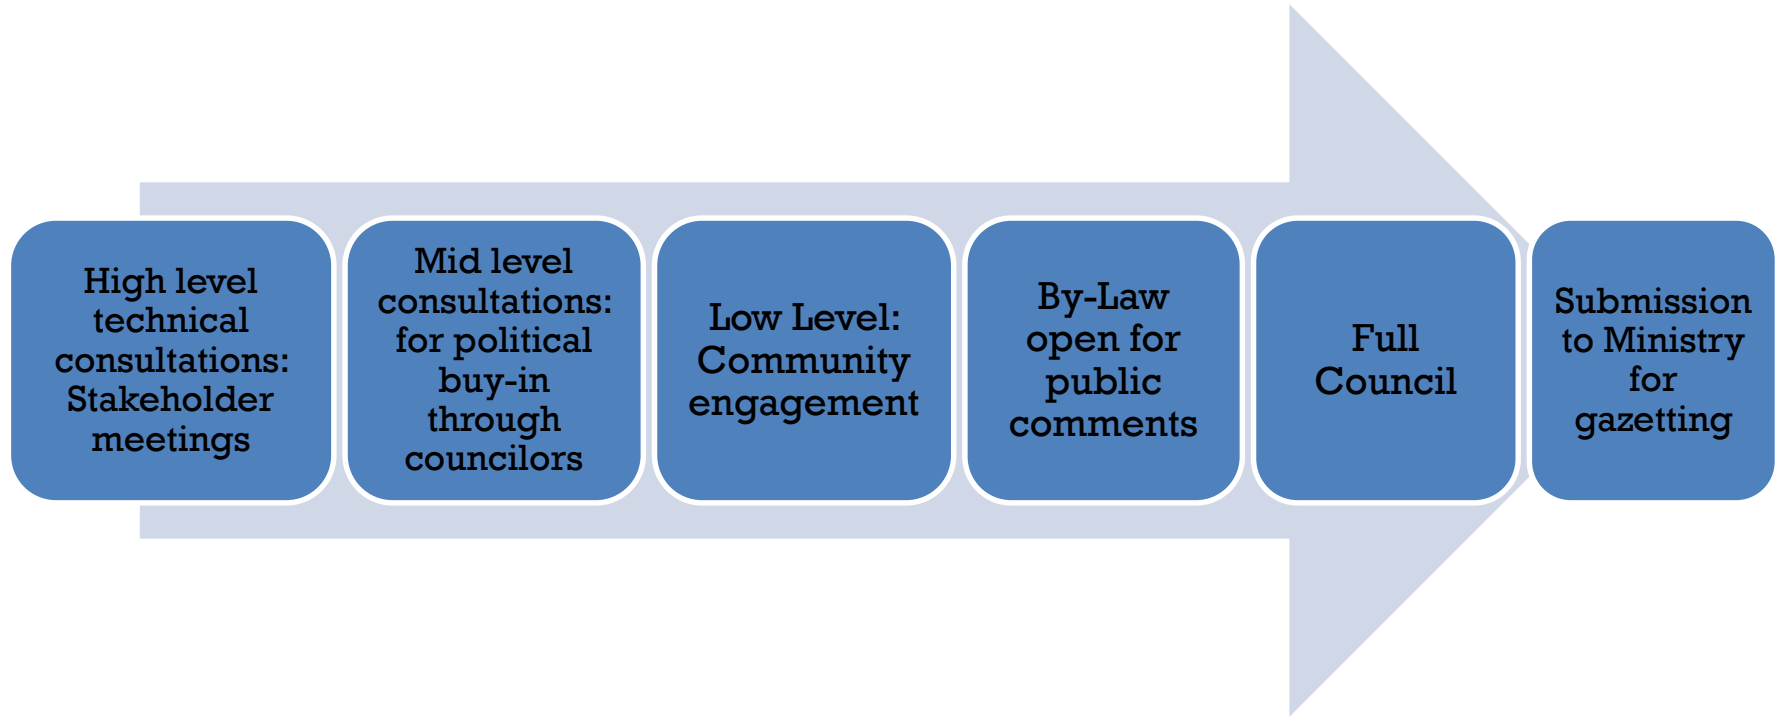 High level
technical
consultations:
Stakeholder
meetings
Mid level
consultations:
for political
buy-in
through
councilors
Low Level:
Community
engagement
By-Law
open for
public
comments
Full
Council
Submission
to Ministry
for
gazetting